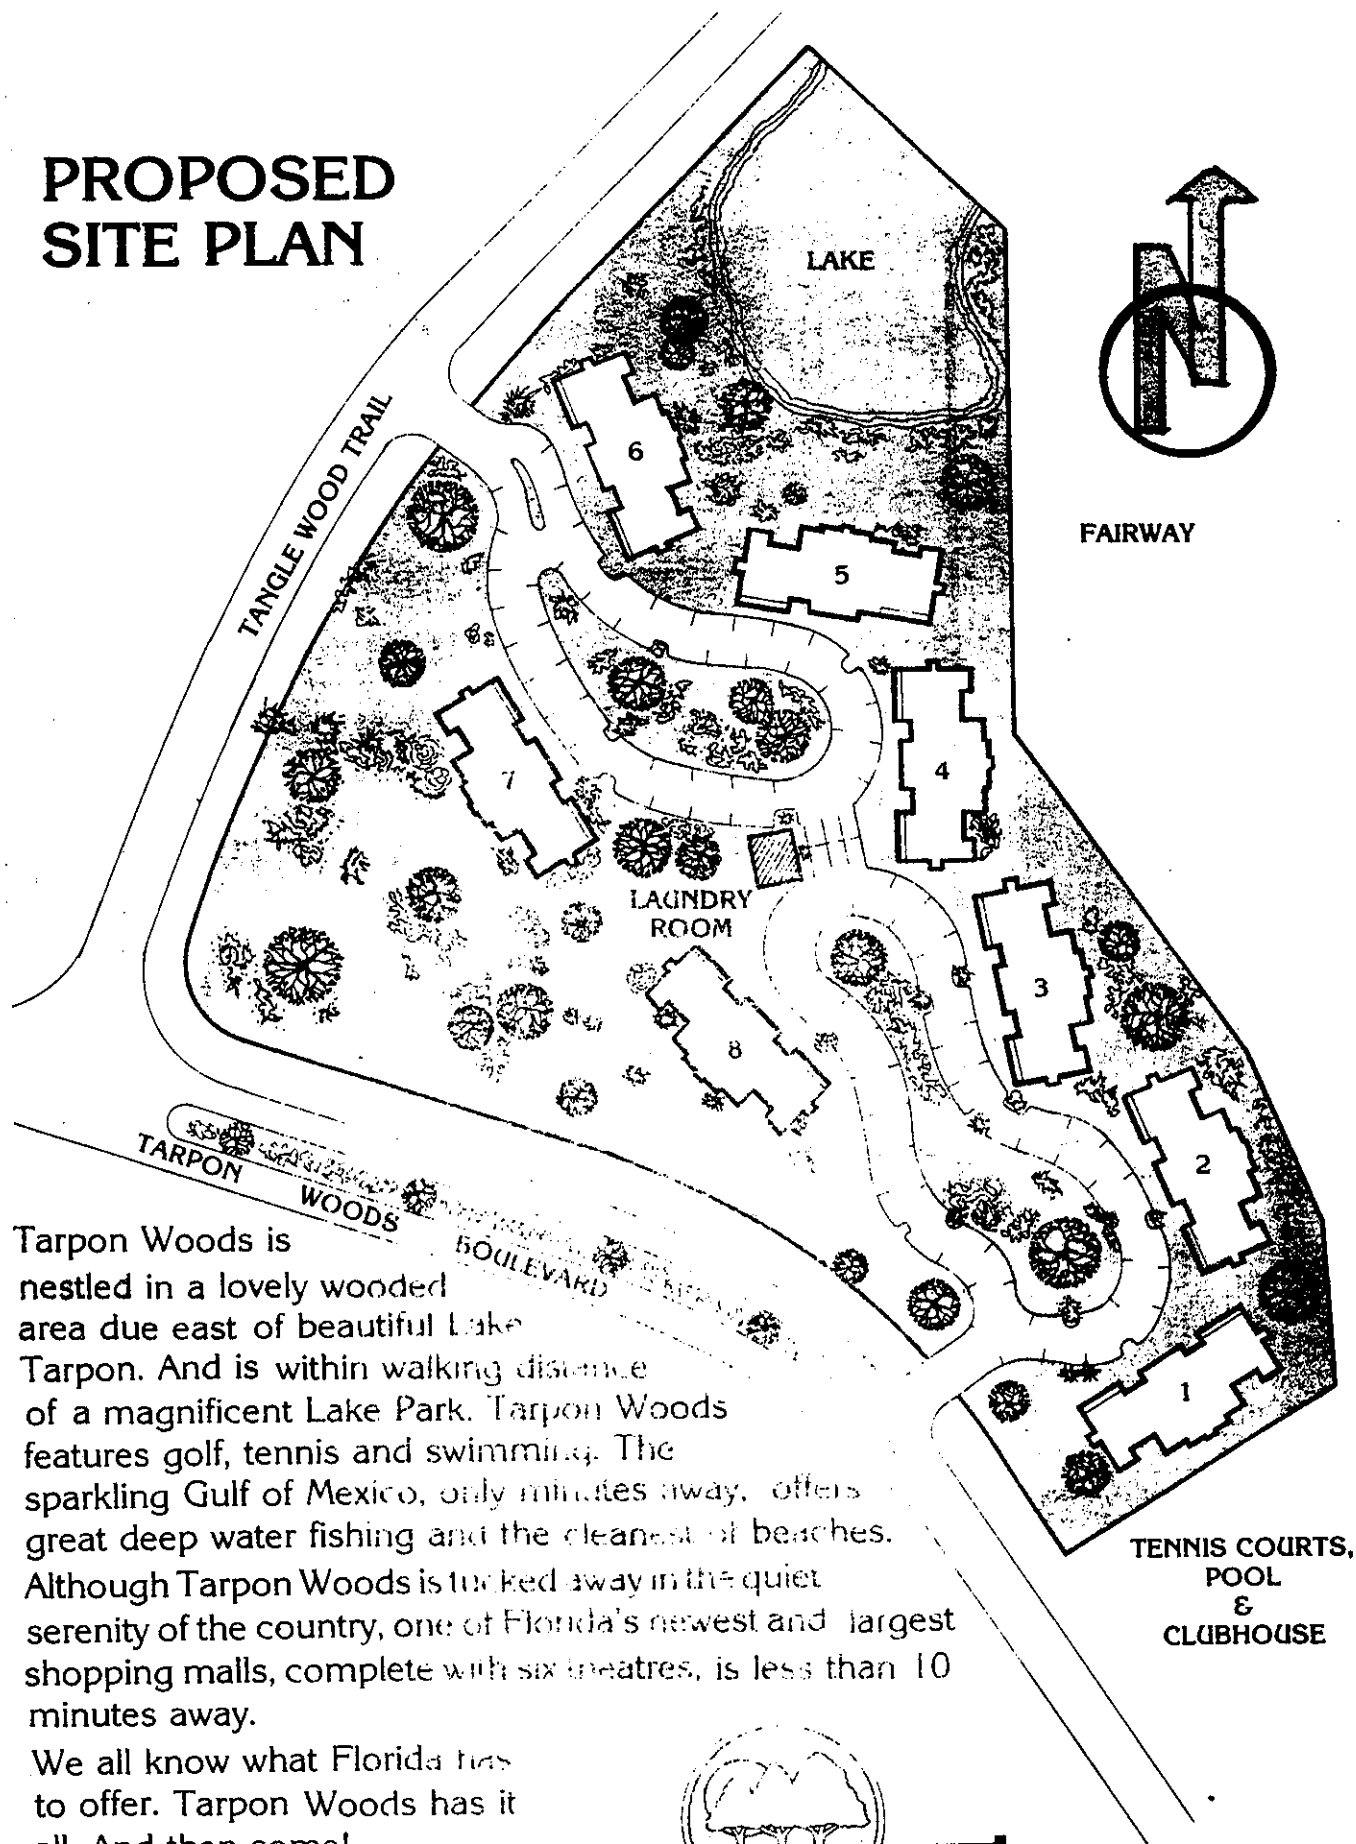 PROPOSED
SITE PLAN
LAKE
N
FAIRWAY
TANGLE WOOD TRAIL
6
5
4
7
LAUNDRY
ROOM
3
8
2
1
TARPON WOODS BOULEVARD
TENNIS COURTS,
POOL
&
CLUBHOUSE
Tarpon Woods is
nestled in a lovely wooded
area due east of beautiful Lake
Tarpon. And is within walking distance
of a magnificent Lake Park. Tarpon Woods
features golf, tennis and swimming. The
sparkling Gulf of Mexico, only minutes away, offers
great deep water fishing and the cleanest of beaches.
Although Tarpon Woods is tucked away in the quiet
serenity of the country, one of Florida's newest and largest
shopping malls, complete with six theatres, is less than 10
minutes away.
We all know what Florida has
to offer. Tarpon Woods has it
all. And then some!